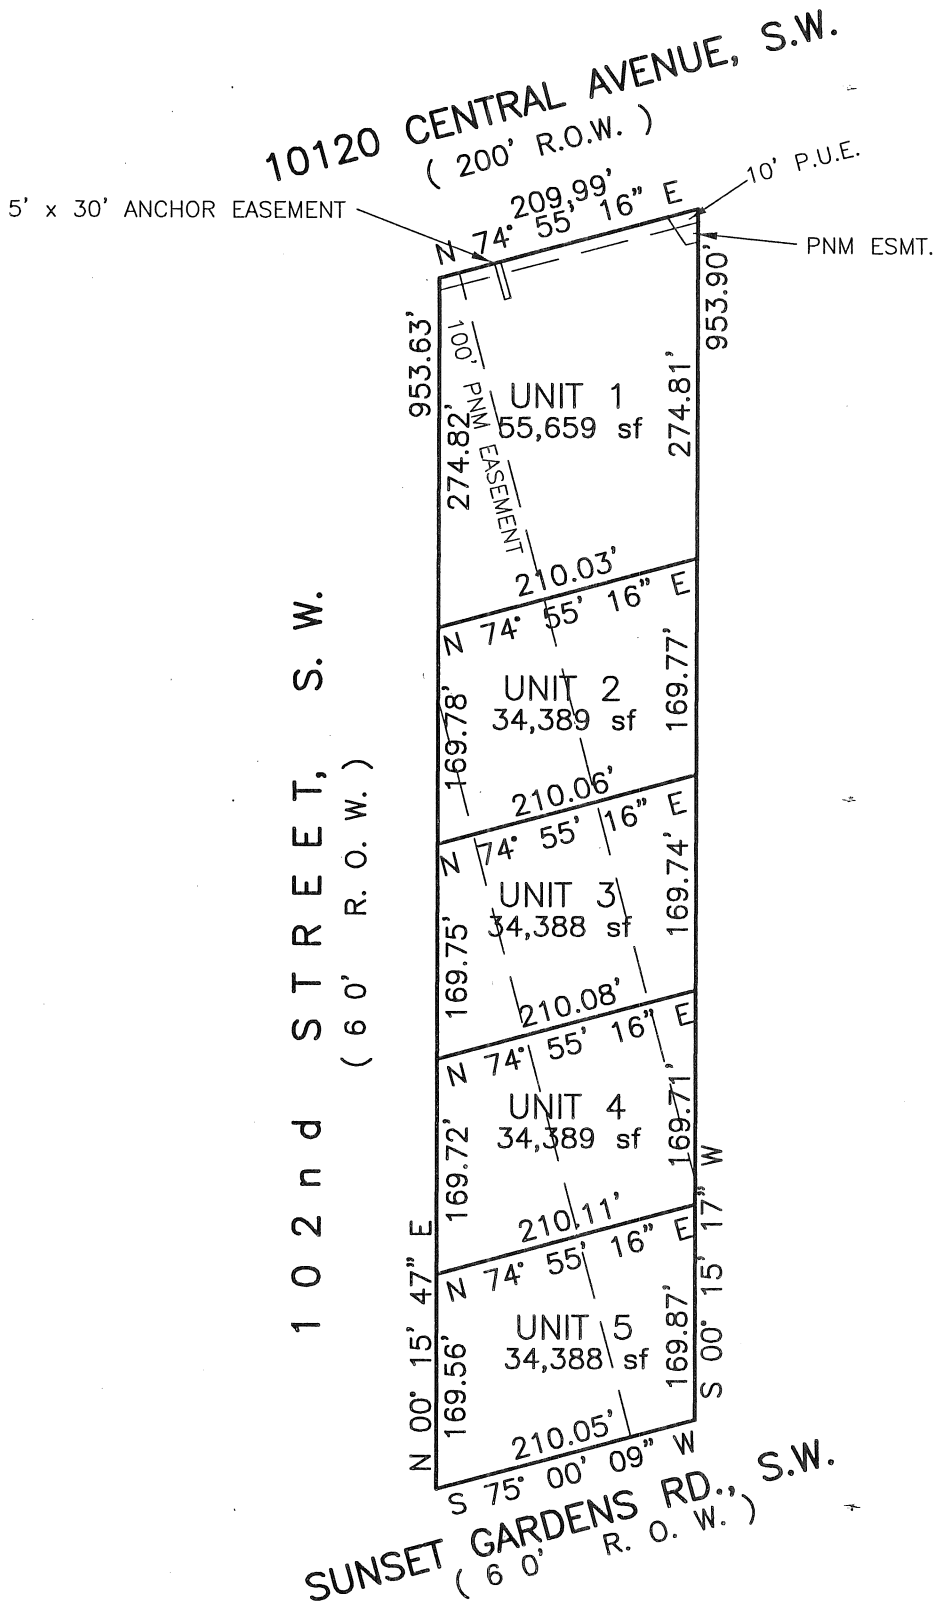 10120 CENTRAL AVENUE, S.W.
( 200' R.O.W. )
10' P.U.E.
5' x 30' ANCHOR EASEMENT
209,99'
N 74° 55' 16" E
PNM ESMT.
953.63'
953.90'
100' PNM EASEMENT
UNIT 1
55,659 sf
274.82'
274.81'
210.03'
N 74° 55' 16" E
UNIT 2
34,389 sf
169.78'
169.77'
210.06'
N 74° 55' 16" E
UNIT 3
34,388 sf
169.75'
169.74'
210.08'
N 74° 55' 16" E
UNIT 4
34,389 sf
169.72'
169.71'
210.11'
N 74° 55' 16" E
UNIT 5
34,388 sf
169.56'
169.87'
210.05'
S 75° 00' 09" W
N 00° 15' 47" E
S 00° 15' 17" W
102nd STREET, S. W.
( 60' R. O. W. )
SUNSET GARDENS RD., S.W.
( 60' R. O. W. )